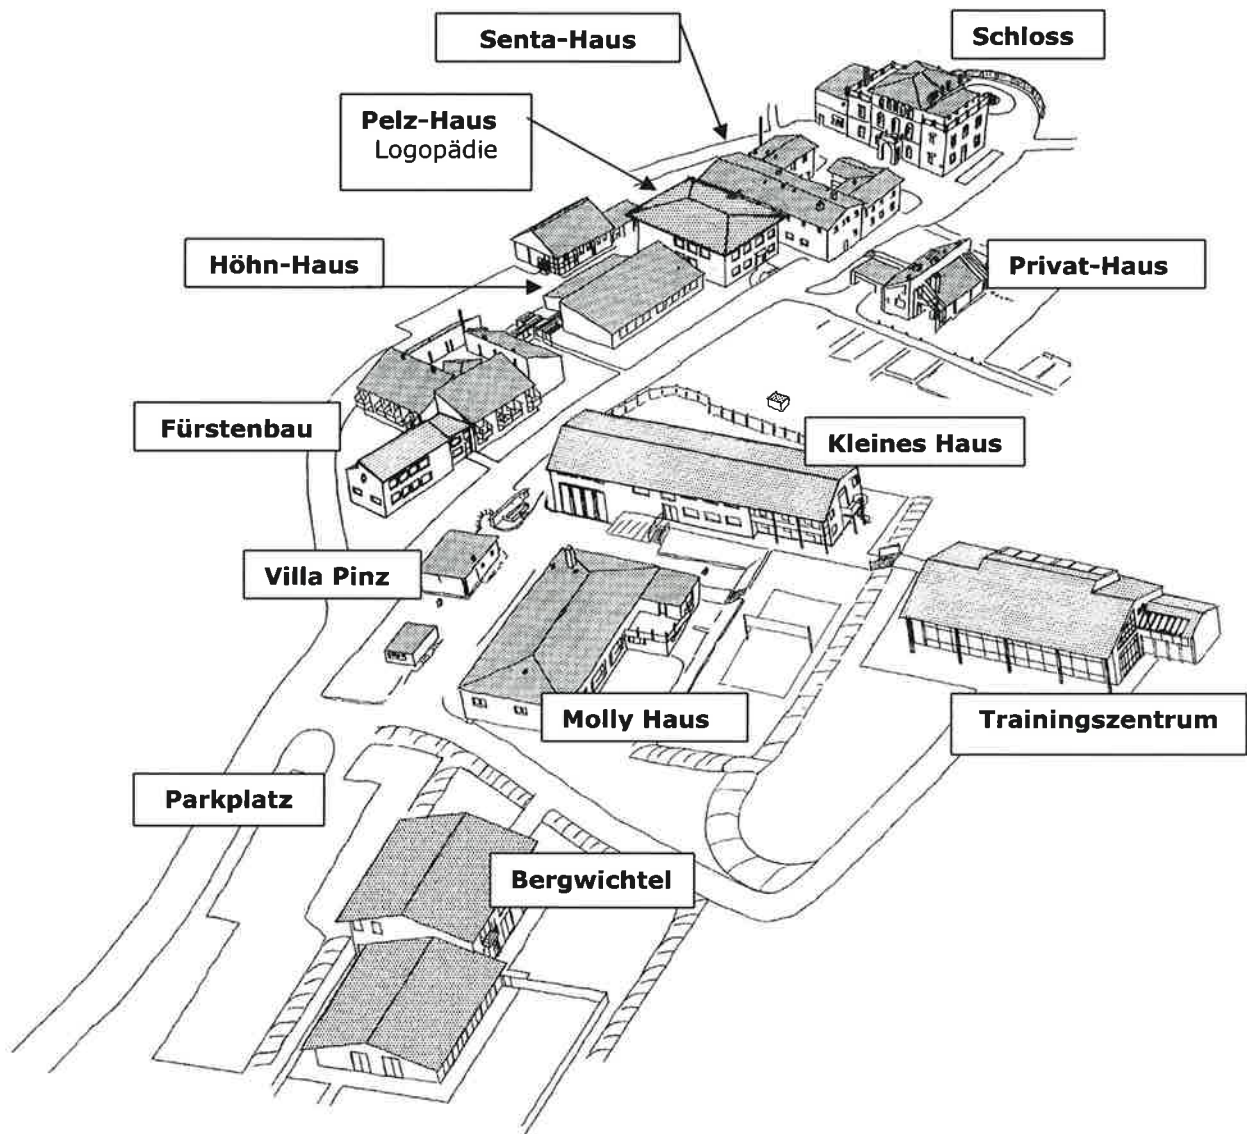 Senta-Haus
Schloss
Pelz-Haus
Logopädie
Höhn-Haus
Privat-Haus
Fürstenbau
Kleines Haus
Villa Pinz
Molly Haus
Trainingszentrum
Parkplatz
Bergwichtel